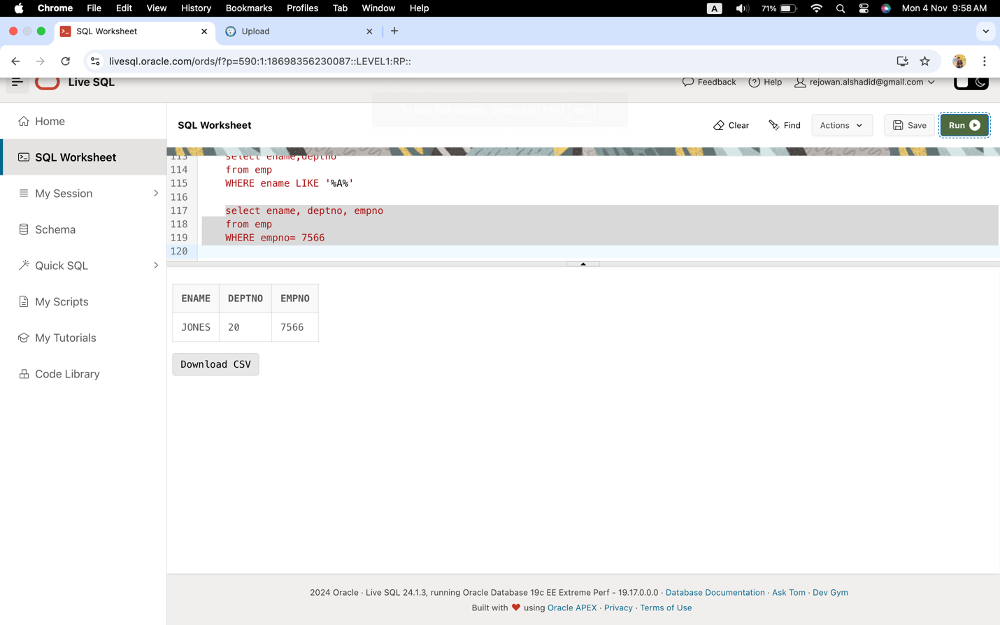 Chrome File Edit View History Bookmarks Profiles Tab Window Help A 71% Mon 4 Nov 9:58 AM
SQL Worksheet Upload
livesql.oracle.com/ords/f?p=590:1:18698356230087::LEVEL1:RP::
Live SQL Feedback Help rejowan.alshadid@gmail.com
To exit full screen, press and hold esc
Home
SQL Worksheet Clear Find Actions Save Run
SQL Worksheet
My Session
Schema
Quick SQL
My Scripts
My Tutorials
Code Library
113 select ename,deptno
114 from emp
115 WHERE ename LIKE '%A%'
116
117 select ename, deptno, empno
118 from emp
119 WHERE empno= 7566
120
ENAME DEPTNO EMPNO
JONES 20 7566
Download CSV
2024 Oracle · Live SQL 24.1.3, running Oracle Database 19c EE Extreme Perf - 19.17.0.0.0 · Database Documentation · Ask Tom · Dev Gym
Built with ❤ using Oracle APEX · Privacy · Terms of Use